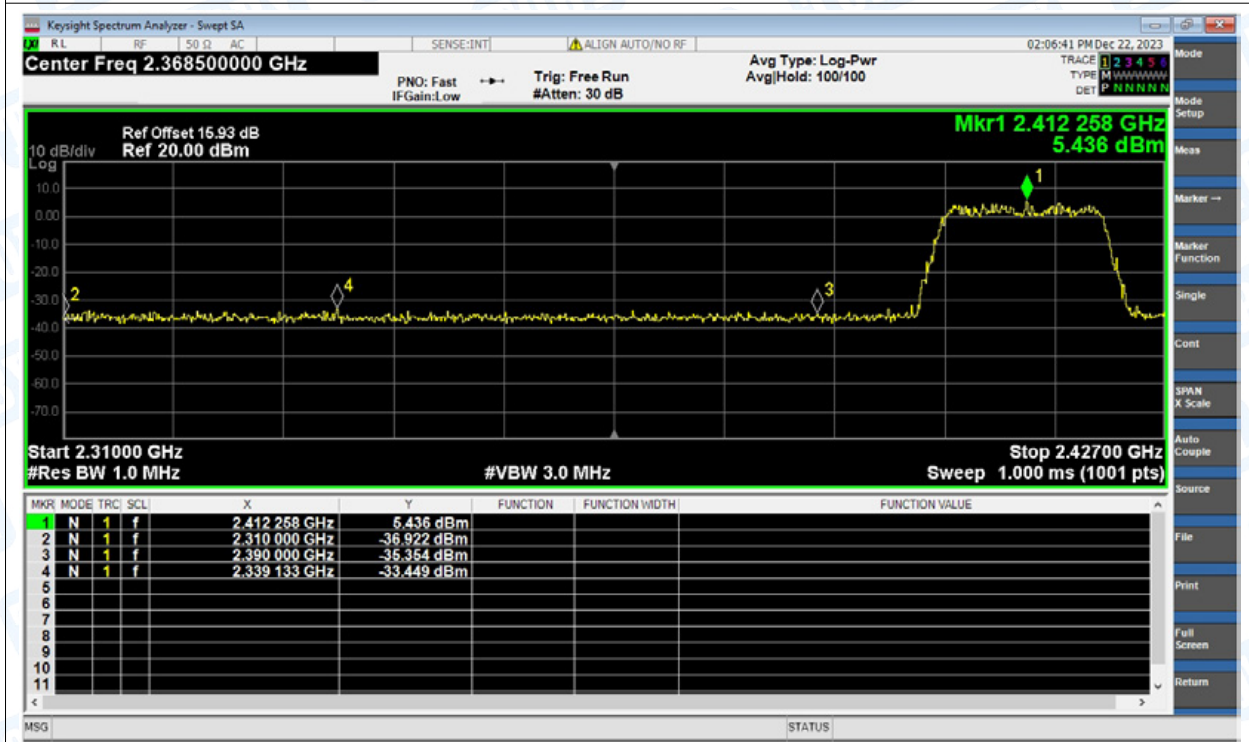 Keysight Spectrum Analyzer - Swept SA
RL RF 50 Ω AC SENSE:INT ALIGN AUTO/NO RF 02:06:41 PM Dec 22, 2023
Center Freq 2.368500000 GHz
PNO: Fast
IFGain:Low
Trig: Free Run
#Atten: 30 dB
Avg Type: Log-Pwr
Avg|Hold: 100/100
TRACE 1 2 3 4 5 6
TYPE M WWWWW
DET P N N N N N
Ref Offset 15.93 dB
10 dB/div Ref 20.00 dBm
Log
Mkr1 2.412 258 GHz
5.436 dBm
10.0
0.00
-10.0
-20.0
-30.0
-40.0
-50.0
-60.0
-70.0
1
2
4
3
Start 2.31000 GHz Stop 2.42700 GHz
#Res BW 1.0 MHz #VBW 3.0 MHz Sweep 1.000 ms (1001 pts)
MKR MODE TRC SCL X Y FUNCTION FUNCTION WIDTH FUNCTION VALUE
1 N 1 f 2.412 258 GHz 5.436 dBm
2 N 1 f 2.310 000 GHz -36.922 dBm
3 N 1 f 2.390 000 GHz -35.354 dBm
4 N 1 f 2.339 133 GHz -33.449 dBm
5
6
7
8
9
10
11
MSG STATUS
Mode
Mode
Setup
Meas
Marker →
Marker
Function
Single
Cont
SPAN
X Scale
Auto
Couple
Source
File
Print
Full
Screen
Return